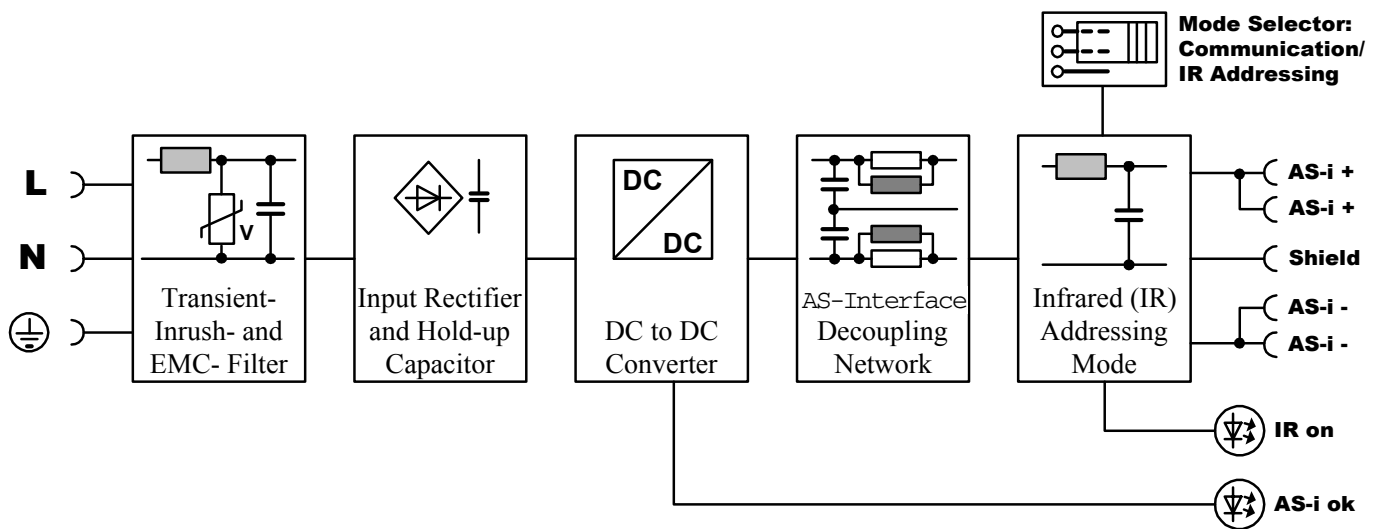 Mode Selector:
Communication/
IR Addressing
L
N
V
Transient-
Inrush- and
EMC- Filter
Input Rectifier
and Hold-up
Capacitor
DC
DC
DC to DC
Converter
AS-Interface
Decoupling
Network
Infrared (IR)
Addressing
Mode
AS-i +
AS-i +
Shield
AS-i -
AS-i -
IR on
AS-i ok